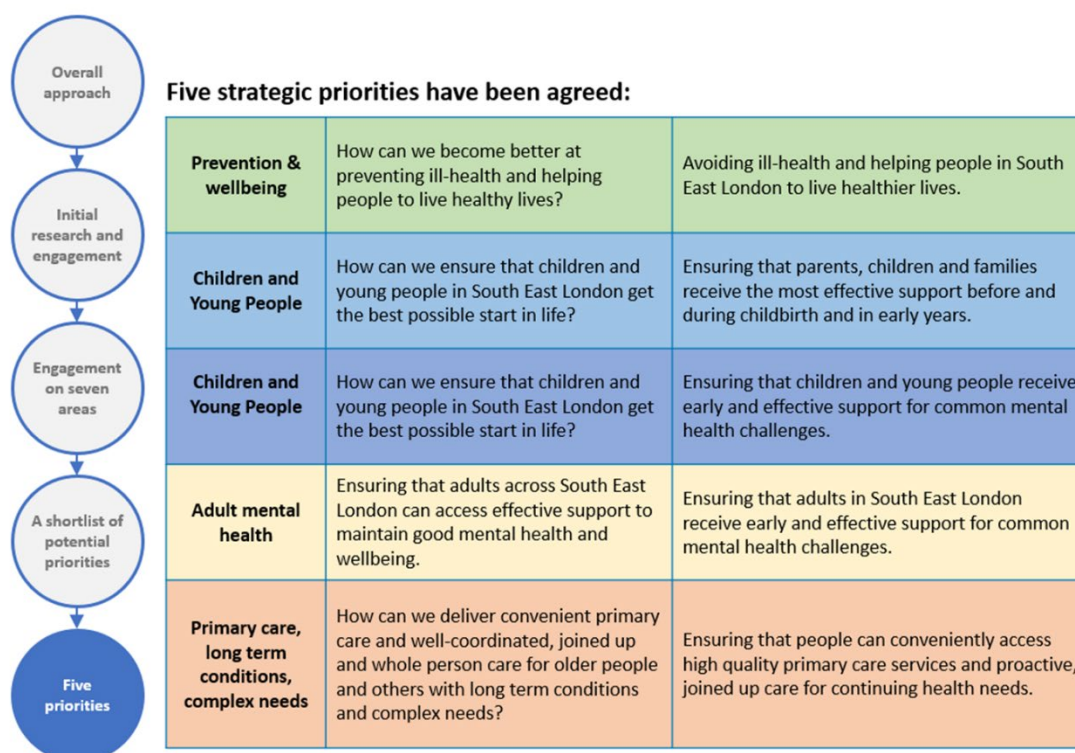 Overall
approach
Initial
research and
engagement
Engagement
on seven
areas
A shortlist of
potential
priorities
Five
priorities
Five strategic priorities have been agreed:
Prevention &
wellbeing
How can we become better at
preventing ill-health and helping
people to live healthy lives?
Avoiding ill-health and helping people in South
East London to live healthier lives.
Children and
Young People
How can we ensure that children and
young people in South East London get
the best possible start in life?
Ensuring that parents, children and families
receive the most effective support before and
during childbirth and in early years.
Children and
Young People
How can we ensure that children and
young people in South East London get
the best possible start in life?
Ensuring that children and young people receive
early and effective support for common mental
health challenges.
Adult mental
health
Ensuring that adults across South East
London can access effective support to
maintain good mental health and
wellbeing.
Ensuring that adults in South East London
receive early and effective support for common
mental health challenges.
Primary care,
long term
conditions,
complex needs
How can we deliver convenient primary
care and well-coordinated, joined up
and whole person care for older people
and others with long term conditions
and complex needs?
Ensuring that people can conveniently access
high quality primary care services and proactive,
joined up care for continuing health needs.